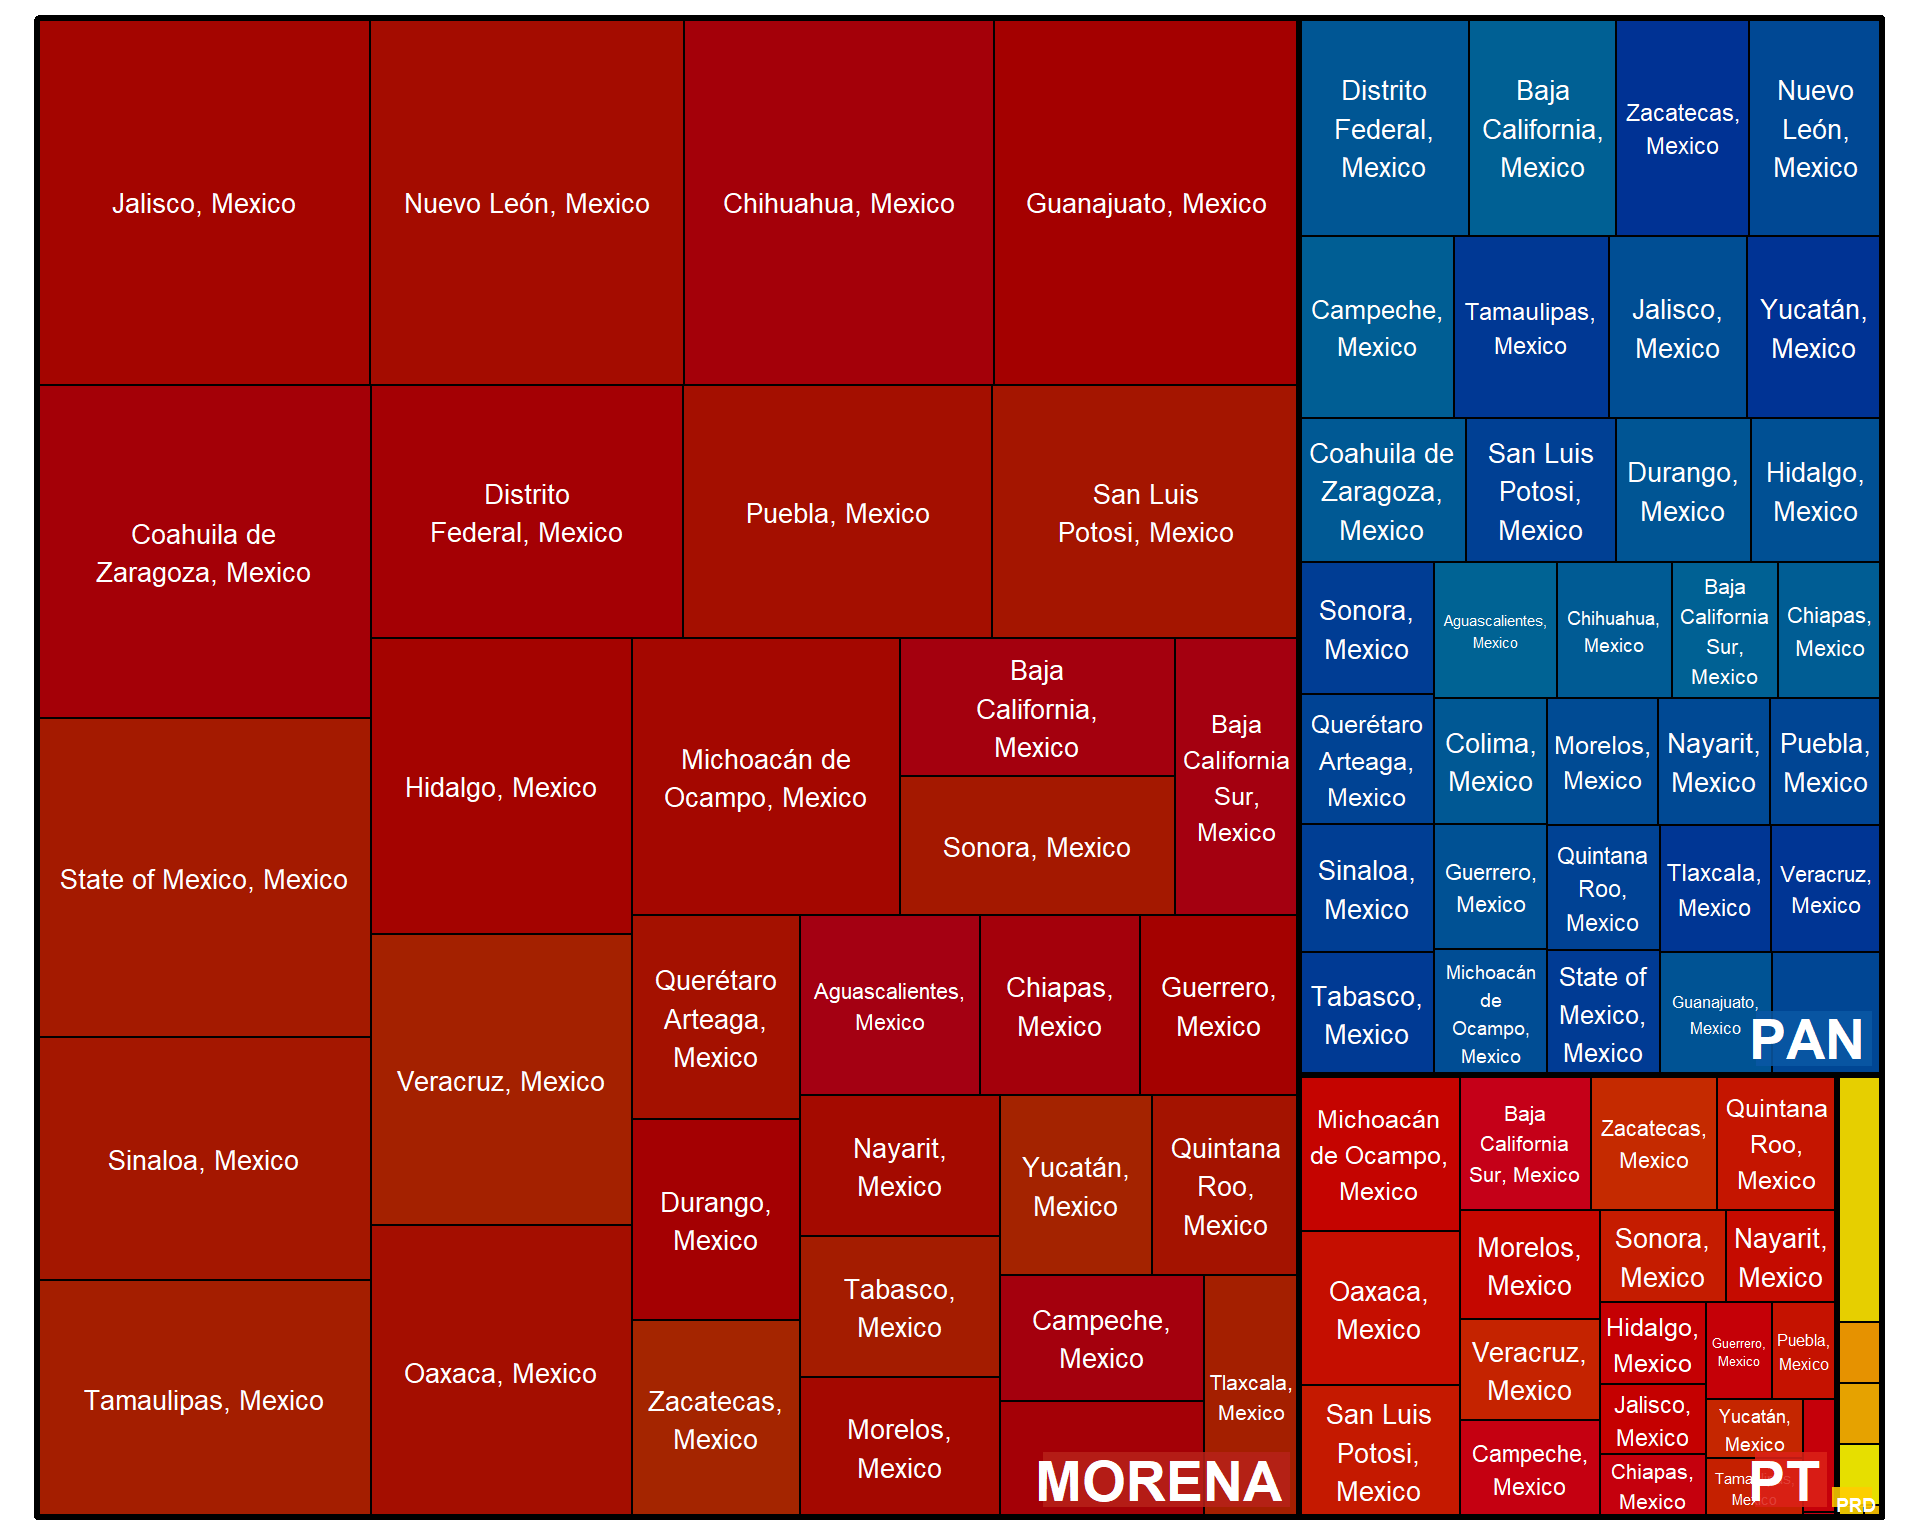 Jalisco, Mexico
Nuevo León, Mexico
Chihuahua, Mexico
Guanajuato, Mexico
Coahuila de
Zaragoza, Mexico
Distrito
Federal, Mexico
Puebla, Mexico
San Luis
Potosi, Mexico
State of Mexico, Mexico
Hidalgo, Mexico
Michoacán de
Ocampo, Mexico
Baja
California,
Mexico
Sonora, Mexico
Baja
California
Sur,
Mexico
Sinaloa, Mexico
Veracruz, Mexico
Querétaro
Arteaga,
Mexico
Aguascalientes,
Mexico
Chiapas,
Mexico
Guerrero,
Mexico
Tamaulipas, Mexico
Oaxaca, Mexico
Durango,
Mexico
Zacatecas,
Mexico
Nayarit,
Mexico
Tabasco,
Mexico
Morelos,
Mexico
Yucatán,
Mexico
Quintana
Roo,
Mexico
Campeche,
Mexico
Tlaxcala,
Mexico
MORENA
Distrito
Federal,
Mexico
Baja
California,
Mexico
Zacatecas,
Mexico
Nuevo
León,
Mexico
Campeche,
Mexico
Tamaulipas,
Mexico
Jalisco,
Mexico
Yucatán,
Mexico
Coahuila de
Zaragoza,
Mexico
San Luis
Potosi,
Mexico
Durango,
Mexico
Hidalgo,
Mexico
Sonora,
Mexico
Aguascalientes,
Mexico
Chihuahua,
Mexico
Baja
California
Sur,
Mexico
Chiapas,
Mexico
Querétaro
Arteaga,
Mexico
Colima,
Mexico
Morelos,
Mexico
Nayarit,
Mexico
Puebla,
Mexico
Sinaloa,
Mexico
Guerrero,
Mexico
Quintana
Roo,
Mexico
Tlaxcala,
Mexico
Veracruz,
Mexico
Tabasco,
Mexico
Michoacán
de
Ocampo,
Mexico
State of
Mexico,
Mexico
Guanajuato,
Mexico
PAN
Michoacán
de Ocampo,
Mexico
Baja
California
Sur, Mexico
Zacatecas,
Mexico
Quintana
Roo,
Mexico
Oaxaca,
Mexico
Morelos,
Mexico
Sonora,
Mexico
Nayarit,
Mexico
San Luis
Potosi,
Mexico
Veracruz,
Mexico
Hidalgo,
Mexico
Guerrero,
Mexico
Puebla,
Mexico
Campeche,
Mexico
Jalisco,
Mexico
Yucatán,
Mexico
Chiapas,
Mexico
PT
PRD